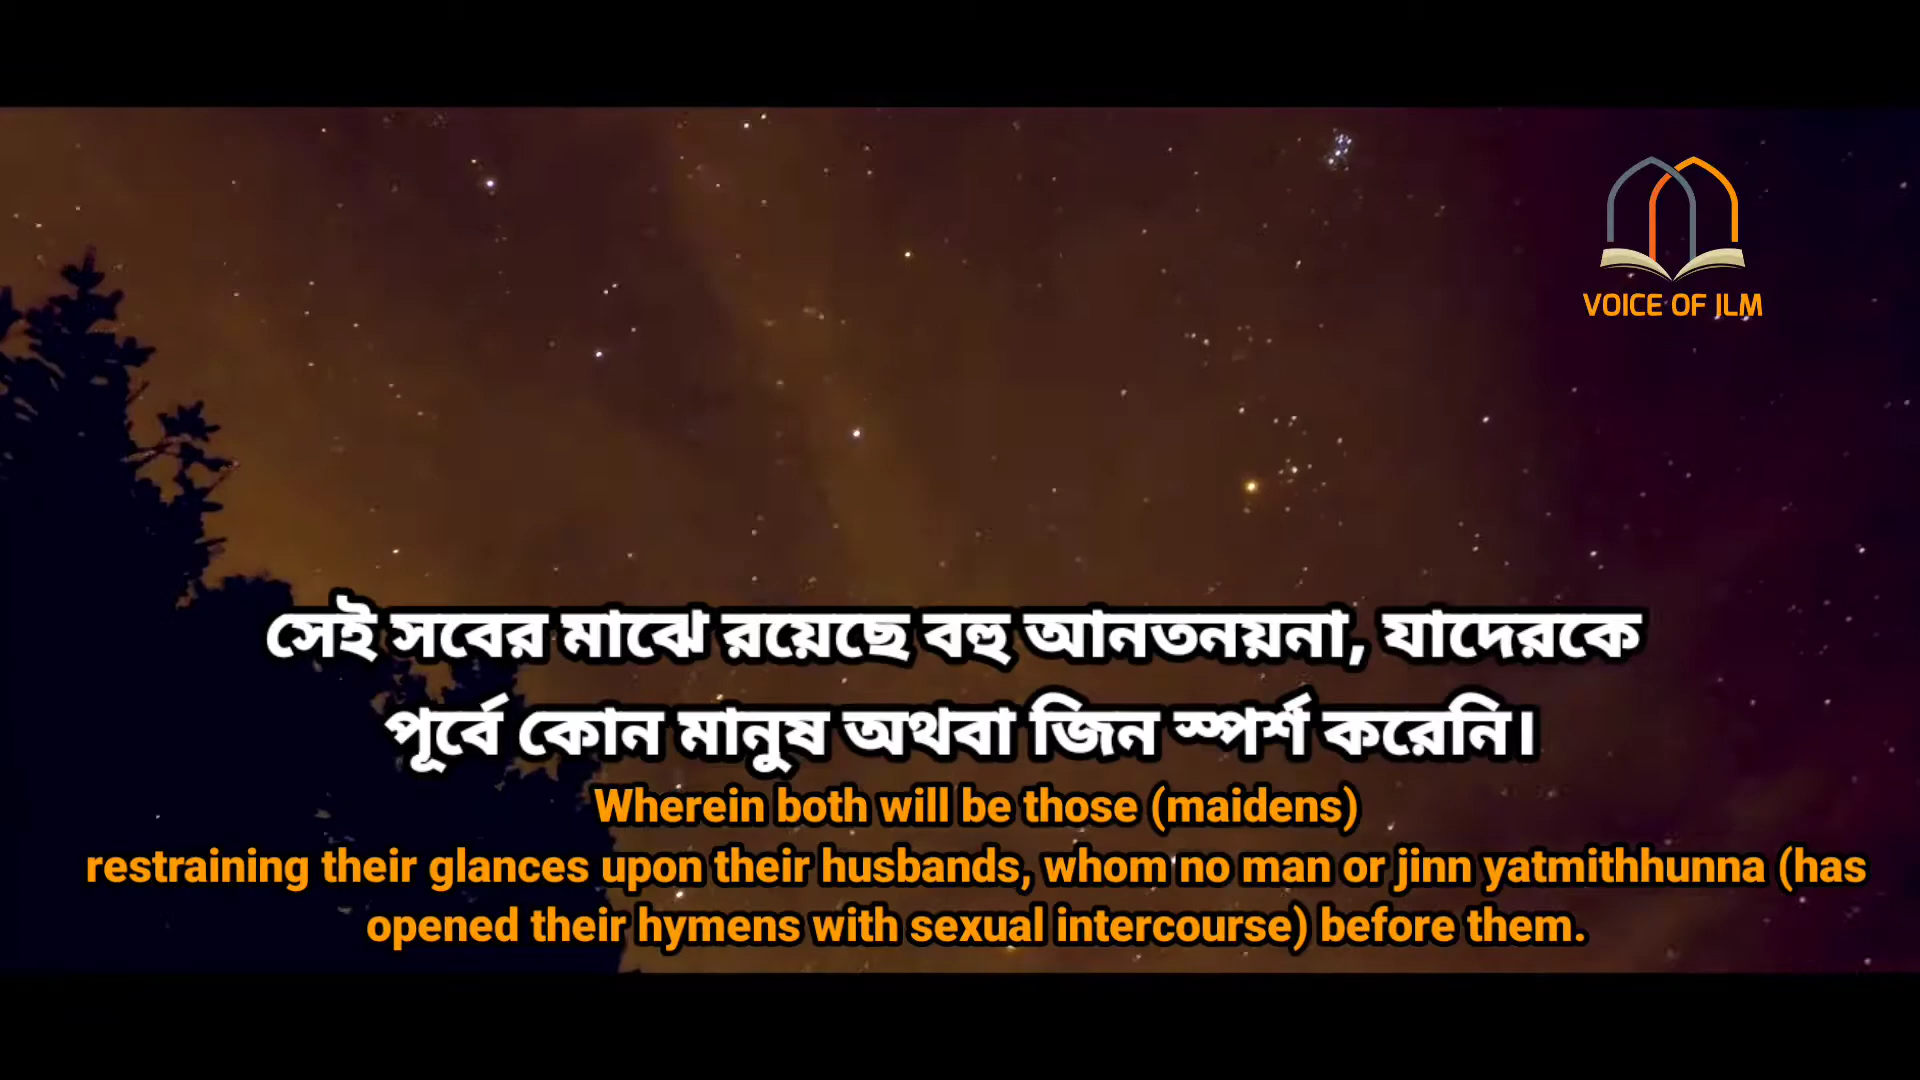 VOICE OF JLM
সেই সবের মাঝে রয়েছে বহু আনতনয়না, যাদেরকে
পূর্বে কোন মানুষ অথবা জিন স্পর্শ করেনি।
Wherein both will be those (maidens)
restraining their glances upon their husbands, whom no man or jinn yatmithhunna (has
opened their hymens with sexual intercourse) before them.